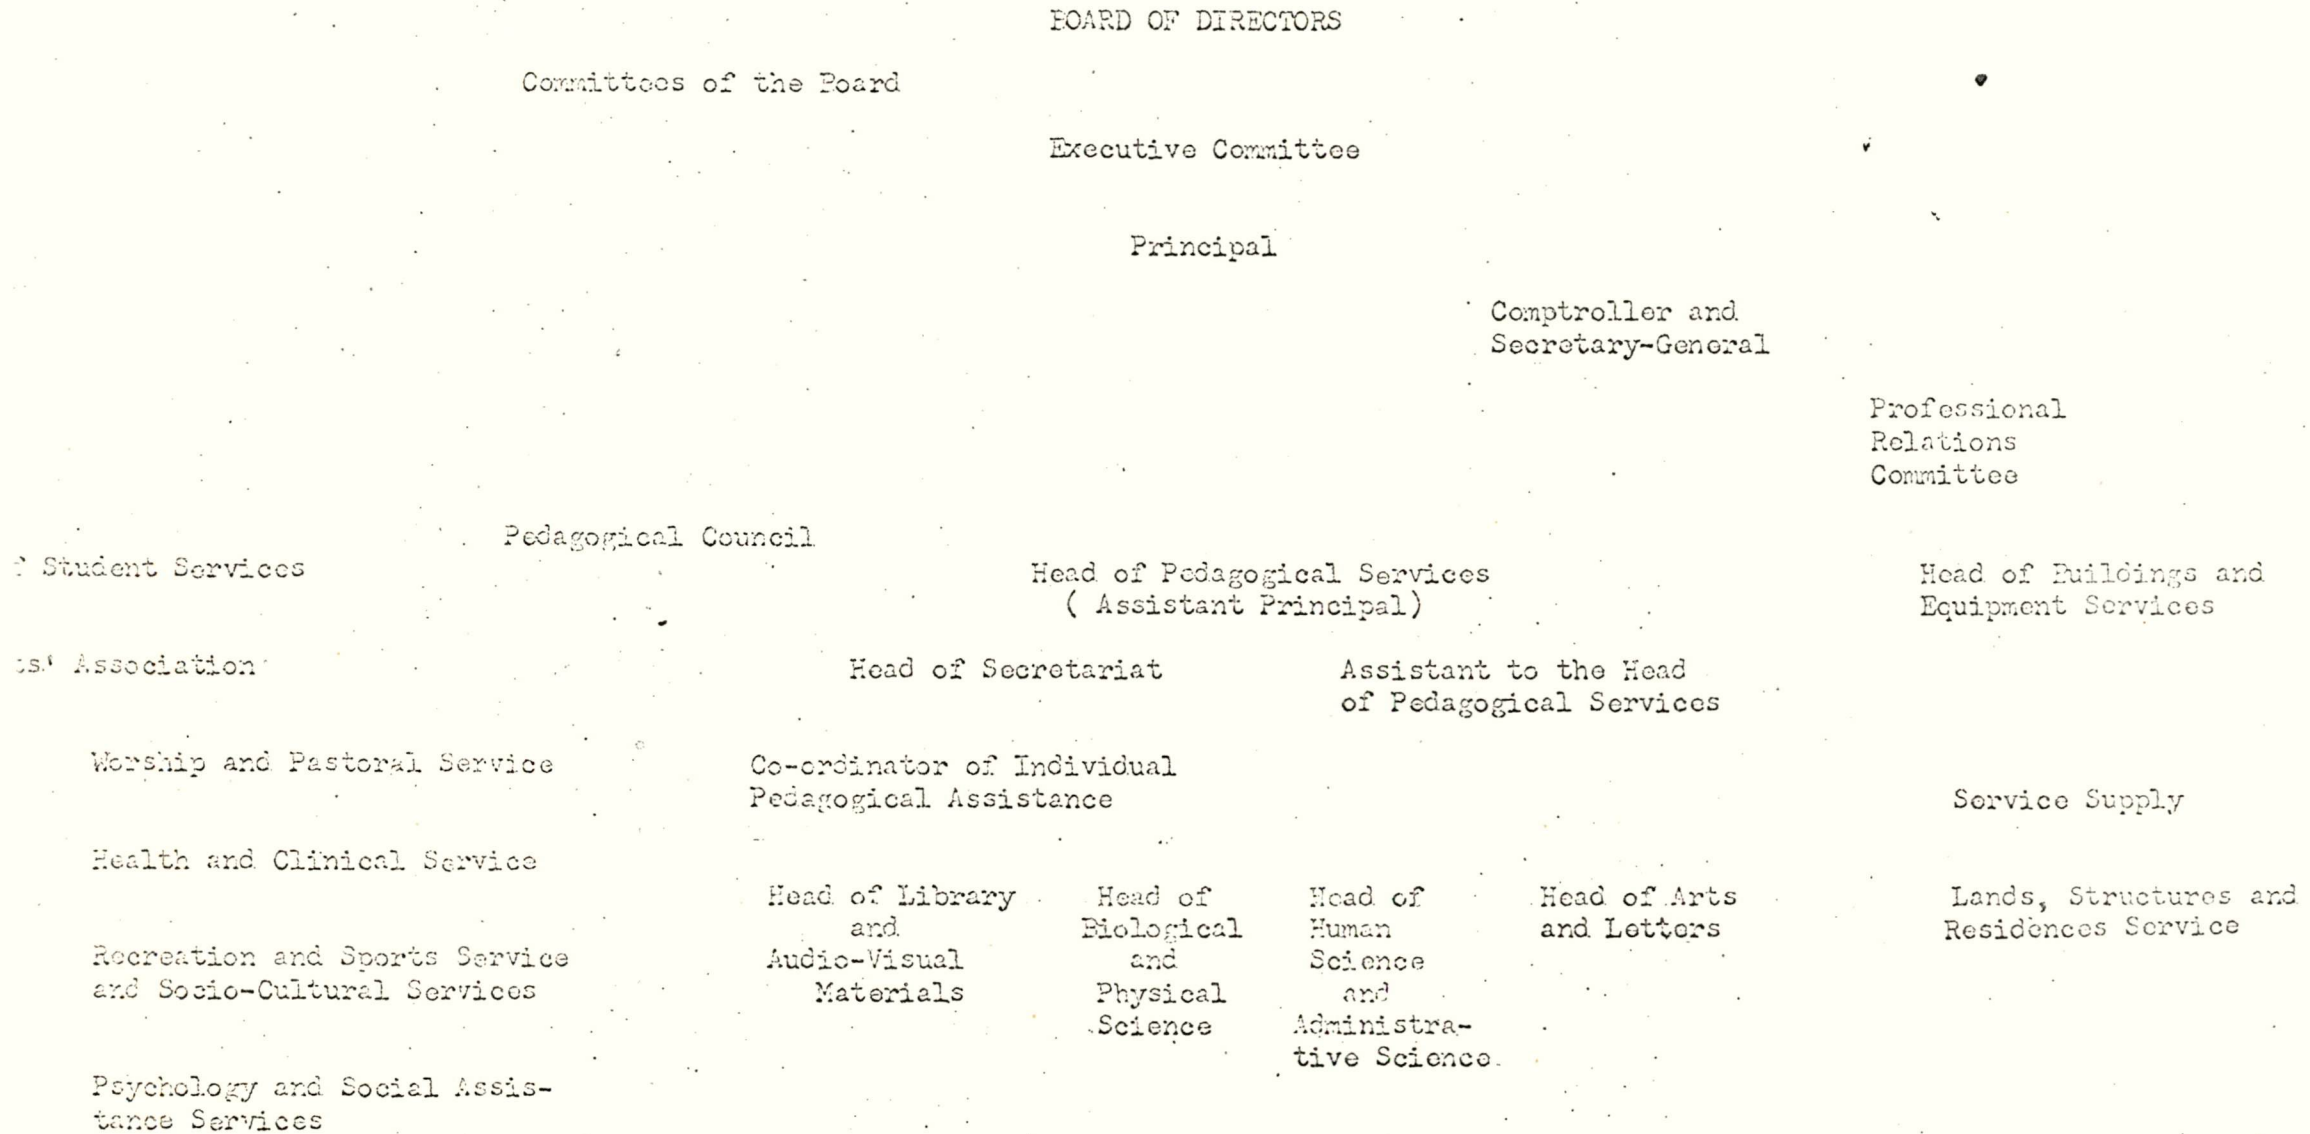 BOARD OF DIRECTORS
Committees of the Board
Executive Committee
Principal
Comptroller and
Secretary-General
Professional
Relations
Committee
Pedagogical Council
Student Services
Head of Pedagogical Services
( Assistant Principal)
Head of Buildings and
Equipment Services
Association
Head of Secretariat
Assistant to the Head
of Pedagogical Services
Worship and Pastoral Service
Co-ordinator of Individual
Pedagogical Assistance
Service Supply
Health and Clinical Service
Head of Library
and
Audio-Visual
Materials
Head of
Biological
and
Physical
Science
Head of
Human
Science
and
Administra-
tive Science.
Head of Arts
and Letters
Lands, Structures and
Residences Service
Recreation and Sports Service
and Socio-Cultural Services
Psychology and Social Assis-
tance Services